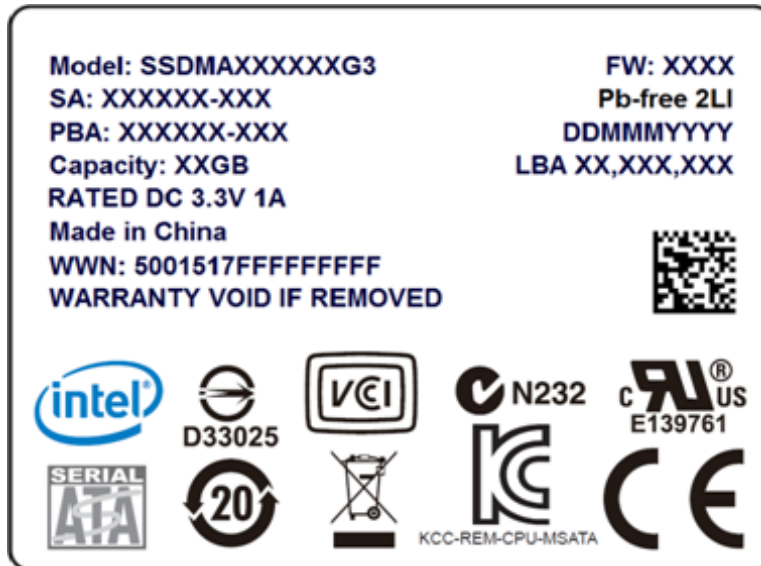 Model: SSDMAXXXXXXG3
FW: XXXX
SA: XXXXXX-XXX
Pb-free 2LI
PBA: XXXXXX-XXX
DDMMMYYYY
Capacity: XXGB
LBA XX,XXX,XXX
RATED DC 3.3V 1A
Made in China
WWN: 5001517FFFFFFFFF
WARRANTY VOID IF REMOVED
intel®
D33025
VCI
N232
C RU® US
E139761
SERIAL
ATA
20
KC
KCC-REM-CPU-MSATA
CE